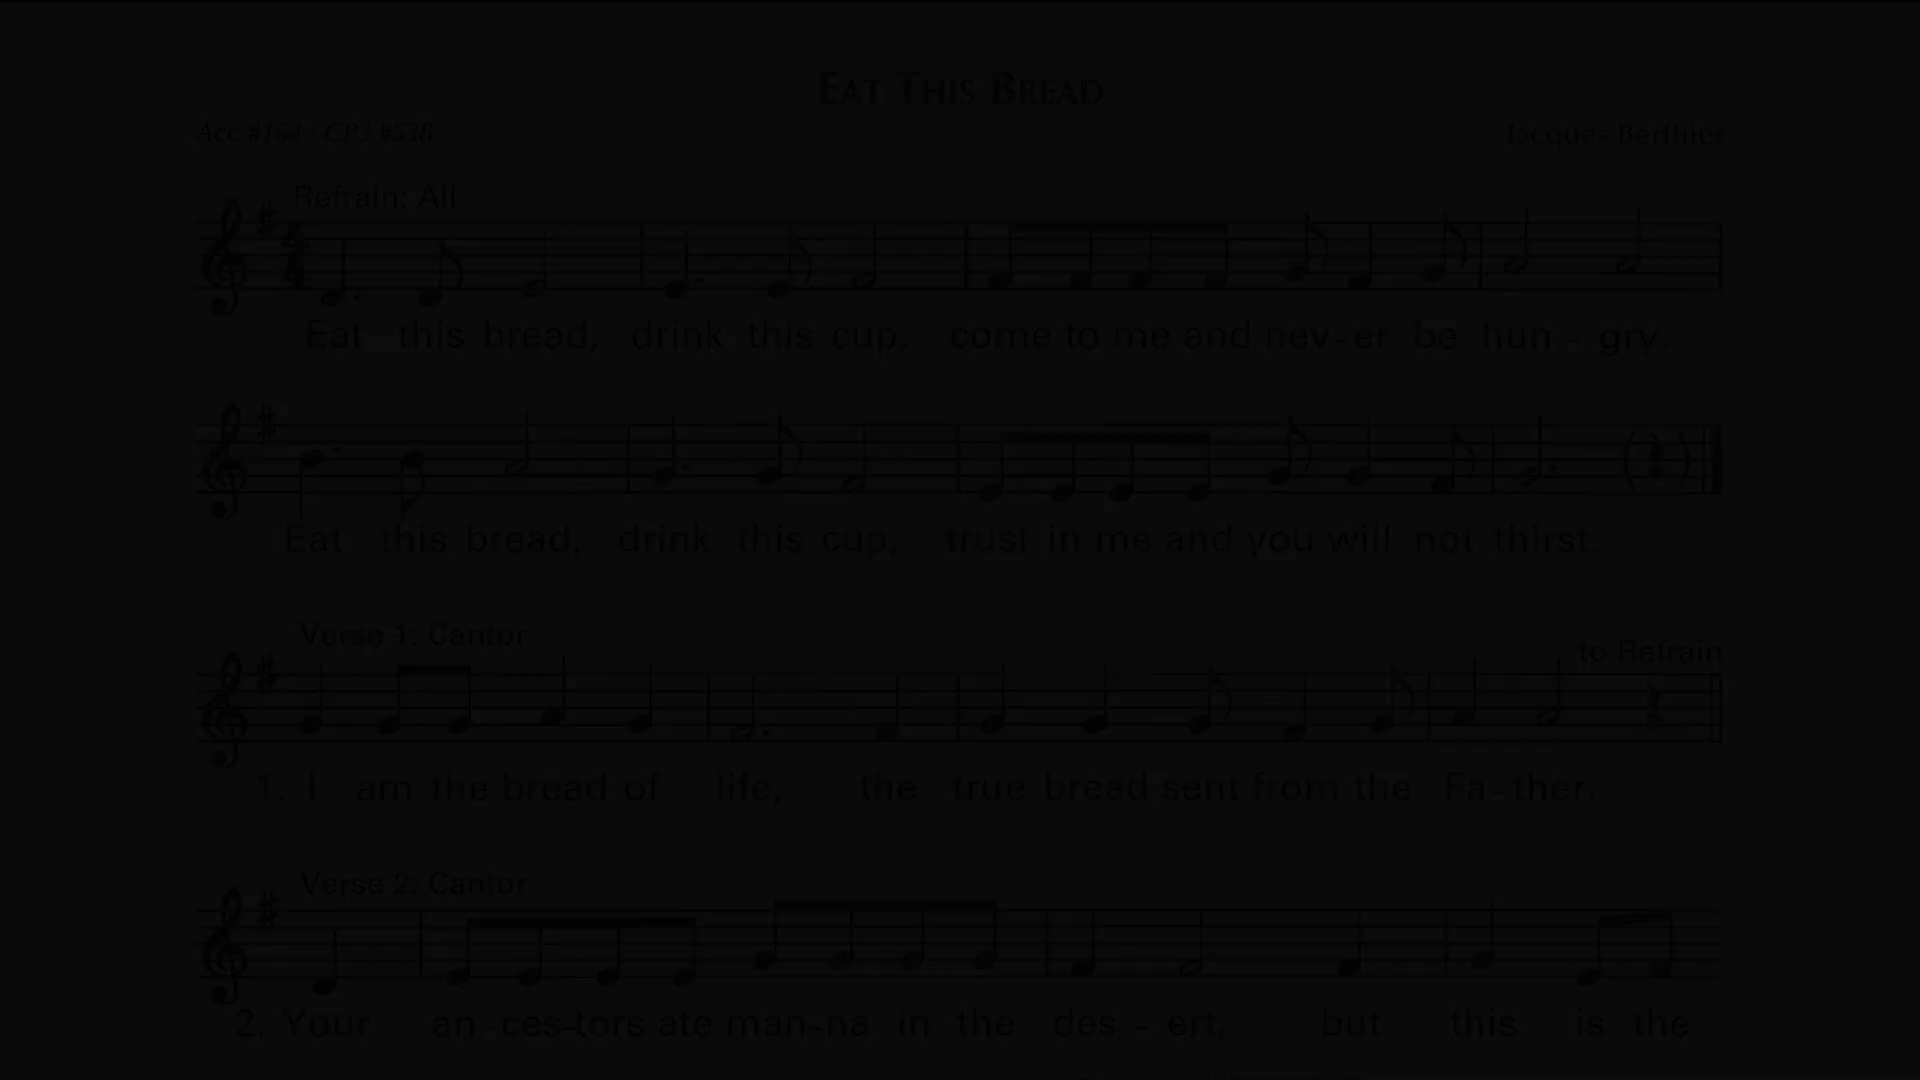 EAT THIS BREAD
Acc #164 / CP3 #538
Jacques Berthier
Refrain: All
Eat this bread, drink this cup, come to me and nev-er be hun - gry.
Eat this bread, drink this cup, trust in me and you will not thirst.
Verse 1: Cantor
to Refrain
1. I am the bread of life, the true bread sent from the Fa-ther.
Verse 2: Cantor
2. Your an-ces-tors ate man-na in the des - ert, but this is the